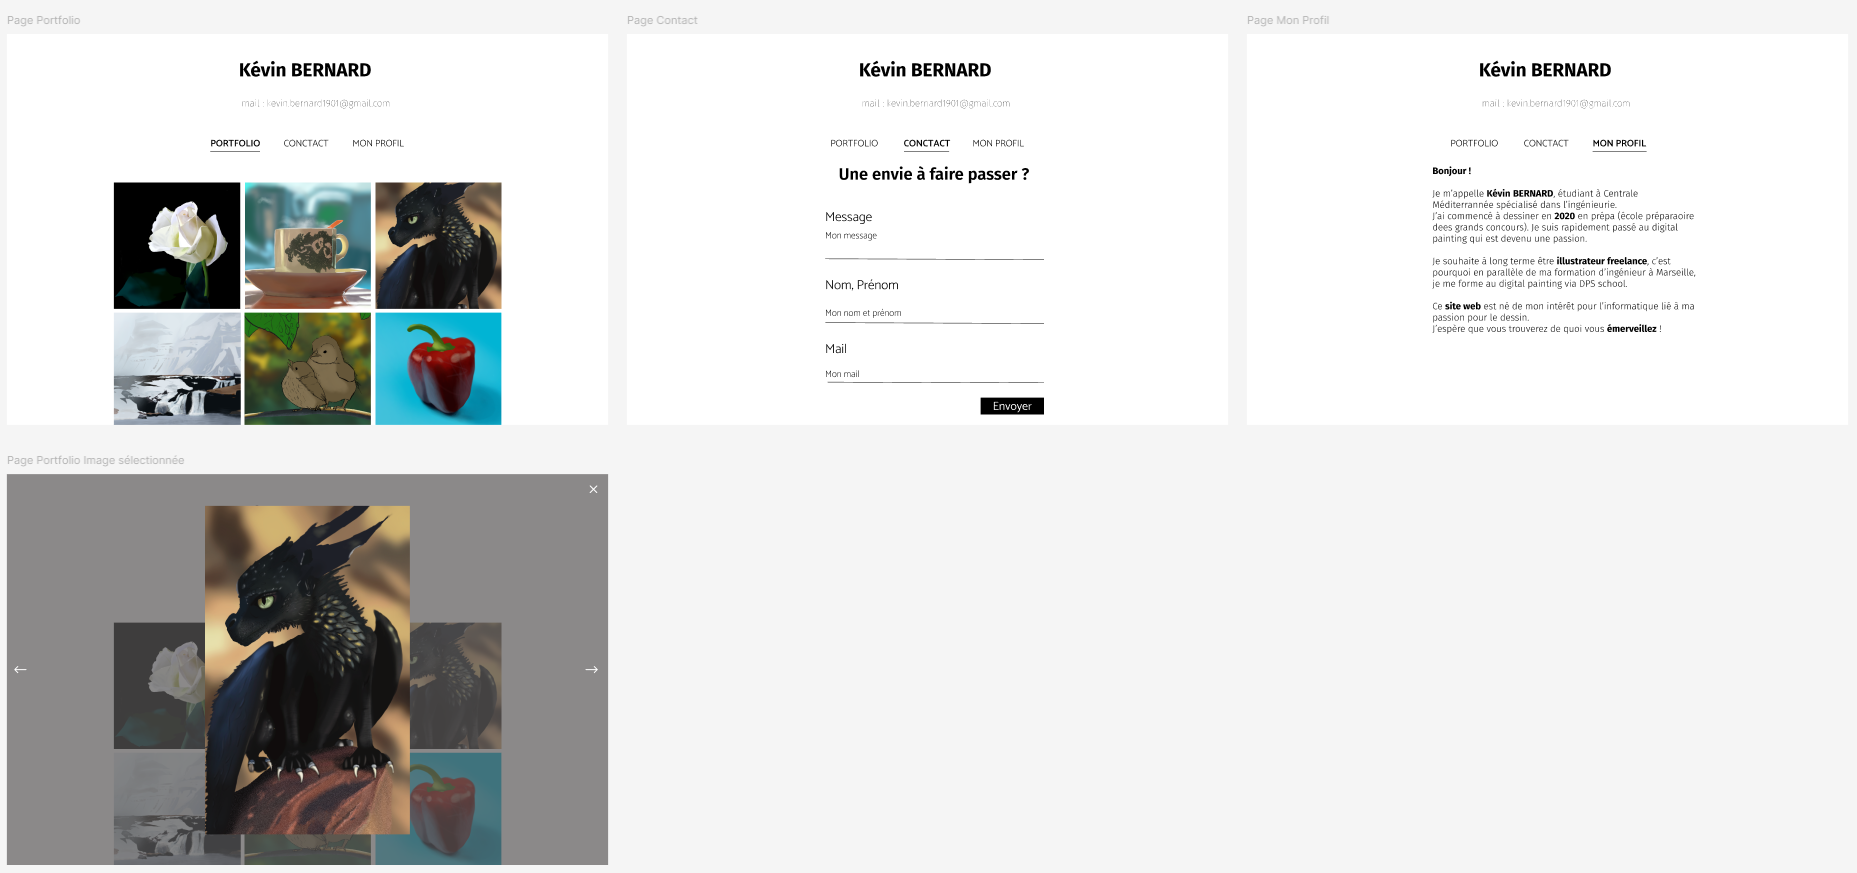 Page Portfolio
Kévin BERNARD
mail : kevin.bernard1901@gmail.com
PORTFOLIO CONCTACT MON PROFIL
Page Contact
Kévin BERNARD
mail : kevin.bernard1901@gmail.com
PORTFOLIO CONCTACT MON PROFIL
Une envie à faire passer ?
Message
Mon message
Nom, Prénom
Mon nom et prénom
Mail
Mon mail
Envoyer
Page Mon Profil
Kévin BERNARD
mail : kevin.bernard1901@gmail.com
PORTFOLIO CONCTACT MON PROFIL
Bonjour !
Je m'appelle Kévin BERNARD, étudiant à Centrale
Méditerrannée spécialisé dans l'ingénieurie.
J'ai commencé à dessiner en 2020 en prépa (école préparaoire
dees grands concours). Je suis rapidement passé au digital
painting qui est devenu une passion.
Je souhaite à long terme être illustrateur freelance, c'est
pourquoi en parallèle de ma formation d'ingénieur à Marseille,
je me forme au digital painting via DPS school.
Ce site web est né de mon intérêt pour l'informatique lié à ma
passion pour le dessin.
J'espère que vous trouverez de quoi vous émerveillez !
Page Portfolio Image sélectionnée